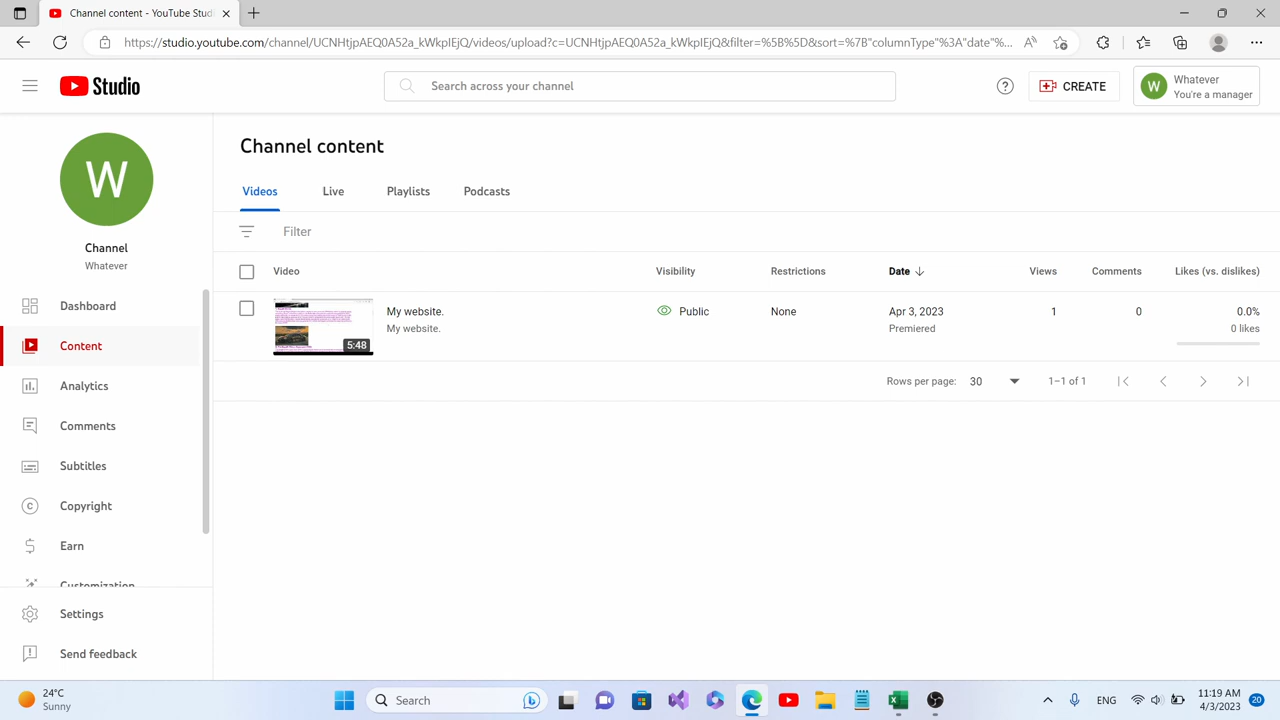 Channel content - YouTube Stud
https://studio.youtube.com/channel/UCNHtjpAEQ0A52a_kWkpIEjQ/videos/upload?c=UCNHtjpAEQ0A52a_kWkpIEjQ&filter=%5B%5D&sort=%7B"columnType"%3A"date"%...
Studio
Search across your channel
CREATE
W
Whatever
You're a manager
W
Channel
Whatever
Dashboard
Content
Analytics
Comments
Subtitles
Copyright
Earn
Customization
Settings
Send feedback
Channel content
Videos Live Playlists Podcasts
Filter
Video Visibility Restrictions Date Views Comments Likes (vs. dislikes)
5:48
My website. Public None Apr 3, 2023 1 0 0.0%
My website. Premiered 0 likes
Rows per page: 30 1–1 of 1
24°C
Sunny
Search
ENG
11:19 AM
4/3/2023
20